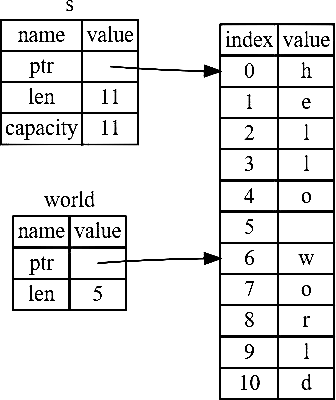 s
name value
ptr
len 11
capacity 11
world
name value
ptr
len 5
index value
0 h
1 e
2 l
3 l
4 o
5
6 w
7 o
8 r
9 l
10 d